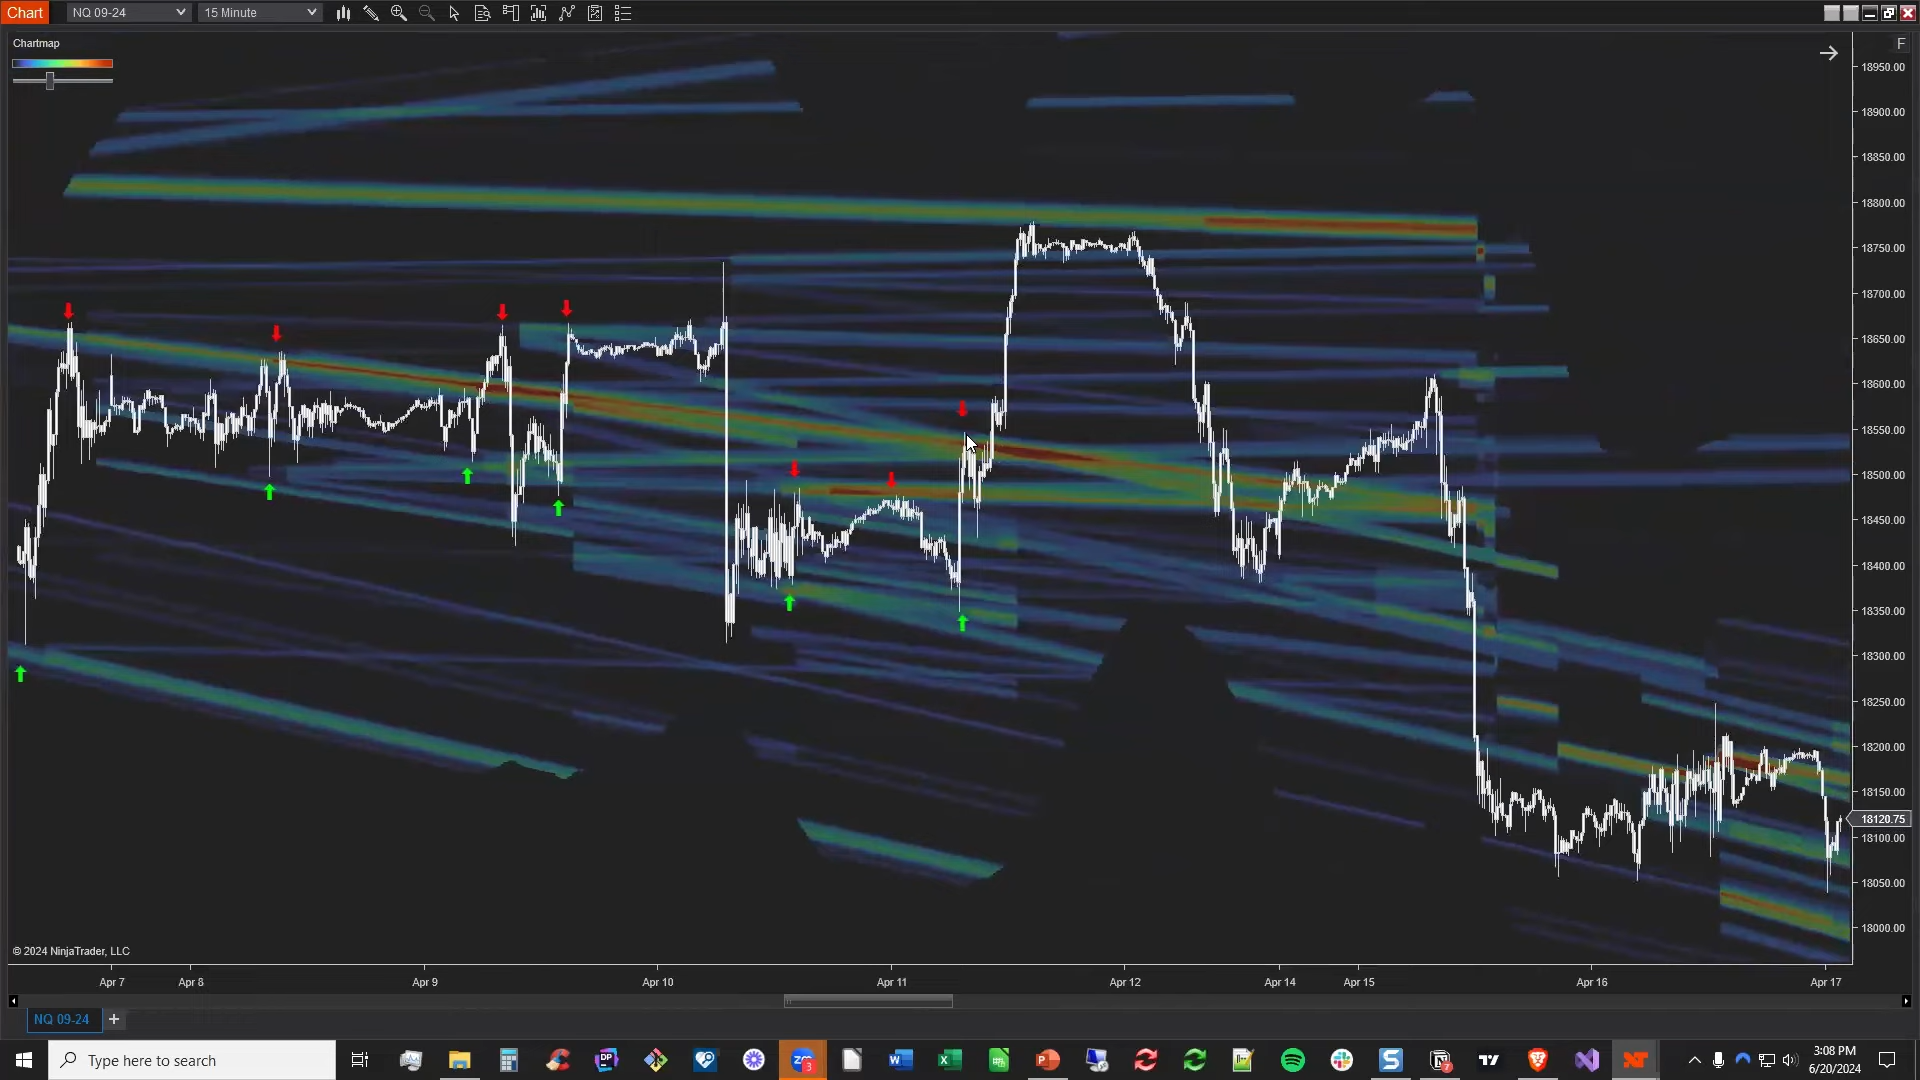 Chart
NQ 09-24
15 Minute
Chartmap
F
18950.00
18900.00
18850.00
18800.00
18750.00
18700.00
18650.00
18600.00
18550.00
18500.00
18450.00
18400.00
18350.00
18300.00
18250.00
18200.00
18150.00
18120.75
18100.00
18050.00
18000.00
© 2024 NinjaTrader, LLC
Apr 7
Apr 8
Apr 9
Apr 10
Apr 11
Apr 12
Apr 14
Apr 15
Apr 16
Apr 17
NQ 09-24
Type here to search
3:08 PM
6/20/2024